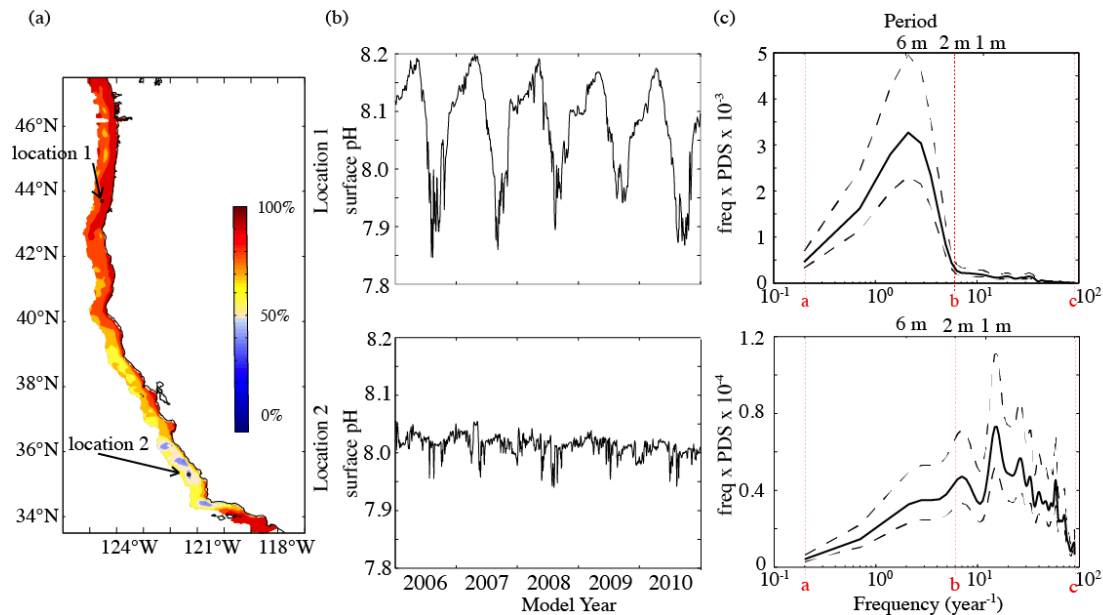 (a)
46°N
location 1
44°N
42°N
40°N
38°N
36°N
location 2
34°N
124°W 121°W 118°W
100%
50%
0%
(b)
8.2
8.1
8.0
7.9
7.8
Location 1
surface pH
8.2
8.1
8.0
7.9
7.8
Location 2
surface pH
2006 2007 2008 2009 2010
Model Year
(c)
Period
6 m 2 m 1 m
5
4
3
2
1
0
freq x PDS x 10⁻³
10⁻¹ 10⁰ 10¹ 10²
a b c
6 m 2 m 1 m
1.2
0.8
0.4
0
freq x PDS x 10⁻⁴
10⁻¹ 10⁰ 10¹ 10²
a b c
Frequency (year⁻¹)